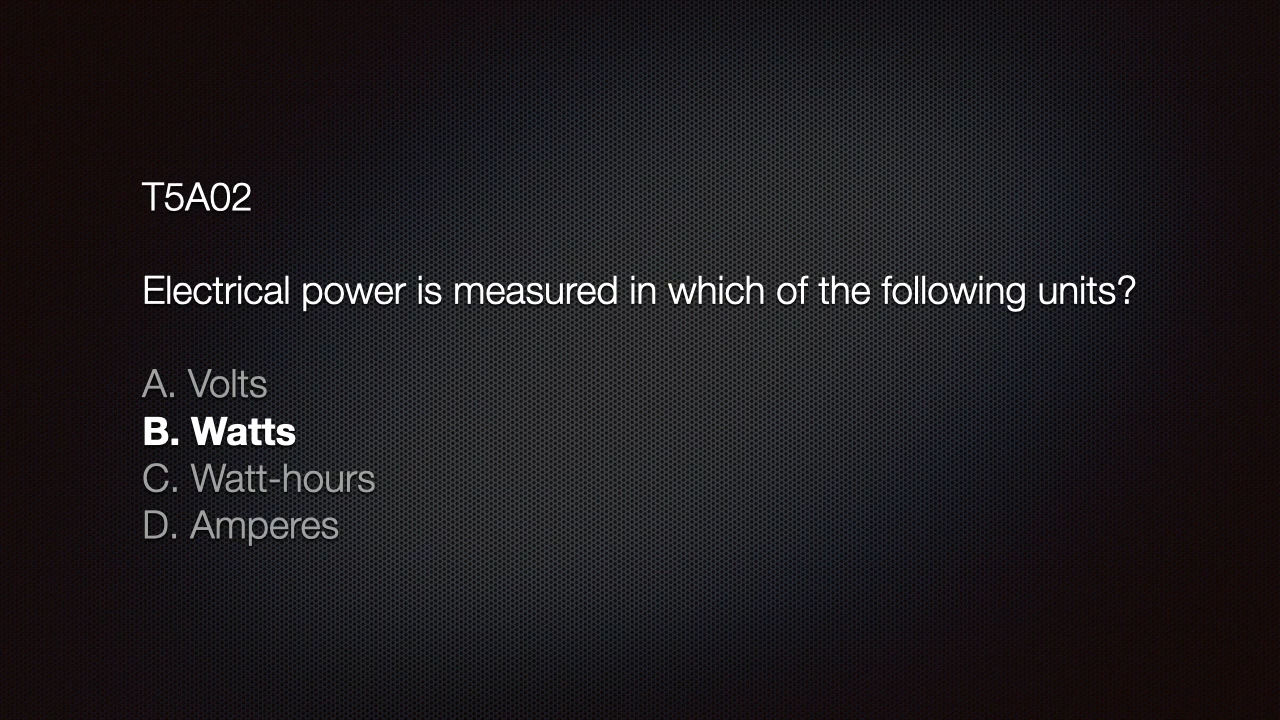 T5A02
Electrical power is measured in which of the following units?
A. Volts
B. Watts
C. Watt-hours
D. Amperes